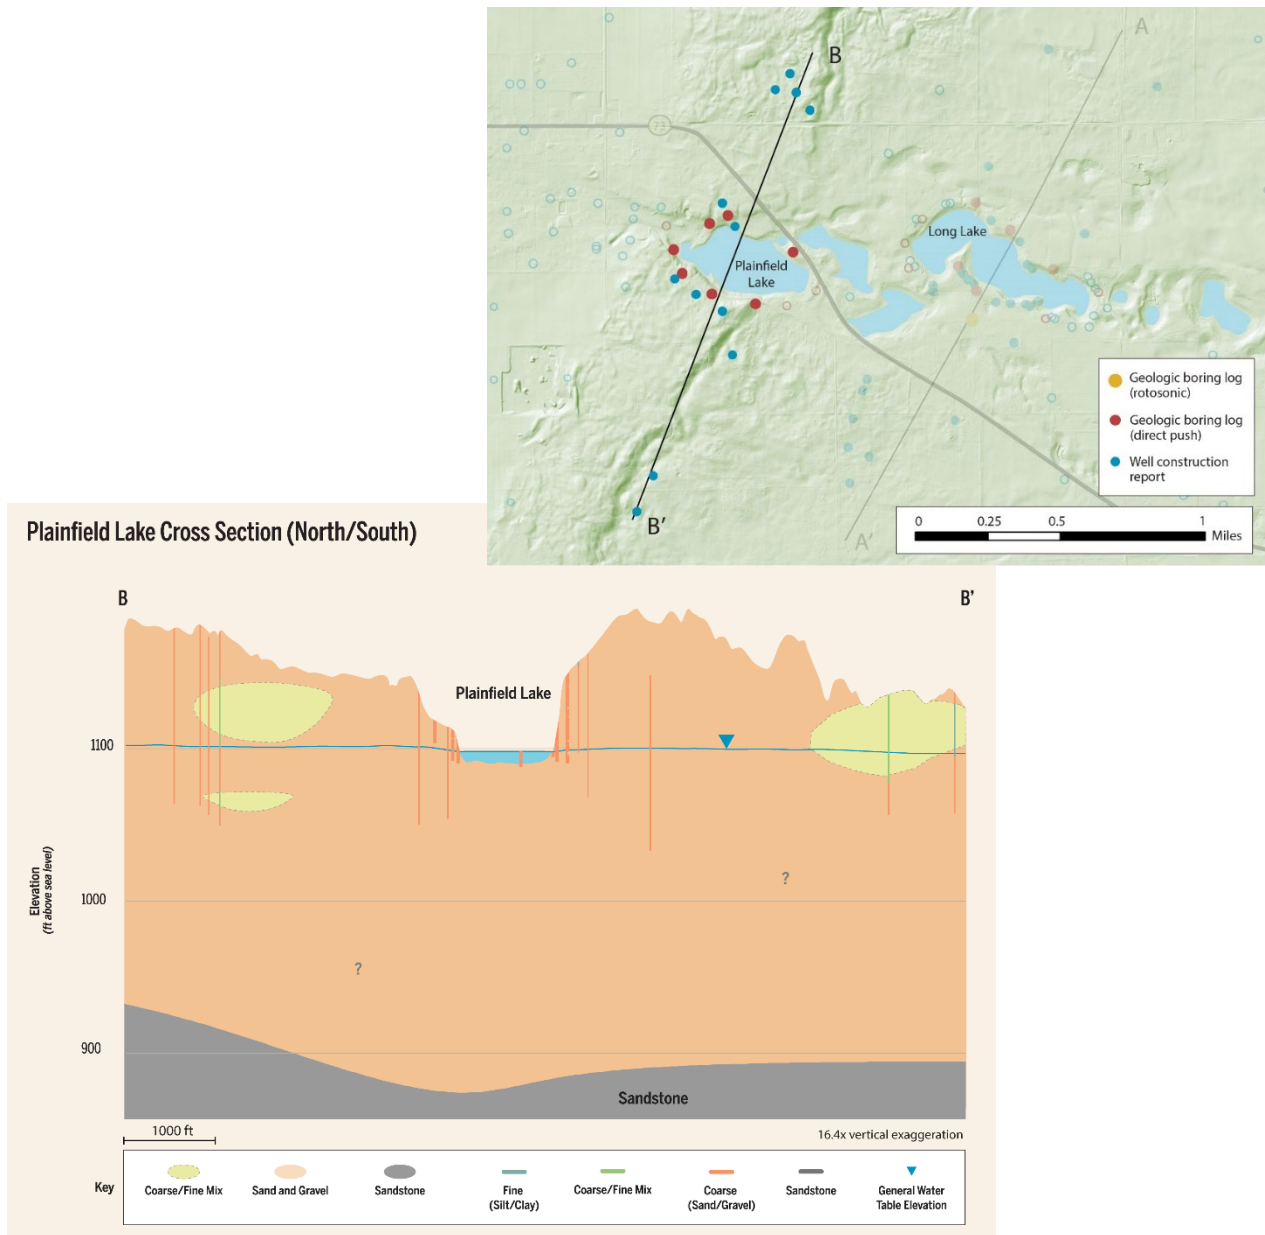 A
B
73
Long Lake
Plainfield
Lake
Geologic boring log
(rotosonic)
Geologic boring log
(direct push)
Well construction
report
B’
A’
0
0.25
0.5
1
Miles
Plainfield Lake Cross Section (North/South)
B
B’
Plainfield Lake
1100
1000
900
Elevation
(ft above sea level)
?
?
Sandstone
1000 ft
16.4x vertical exaggeration
Key
Coarse/Fine Mix
Sand and Gravel
Sandstone
Fine
(Silt/Clay)
Coarse/Fine Mix
Coarse
(Sand/Gravel)
Sandstone
General Water
Table Elevation